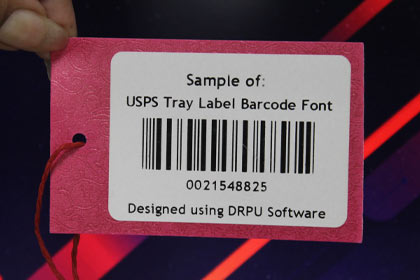 Sample of:
USPS Tray Label Barcode Font
0021548825
Designed using DRPU Software